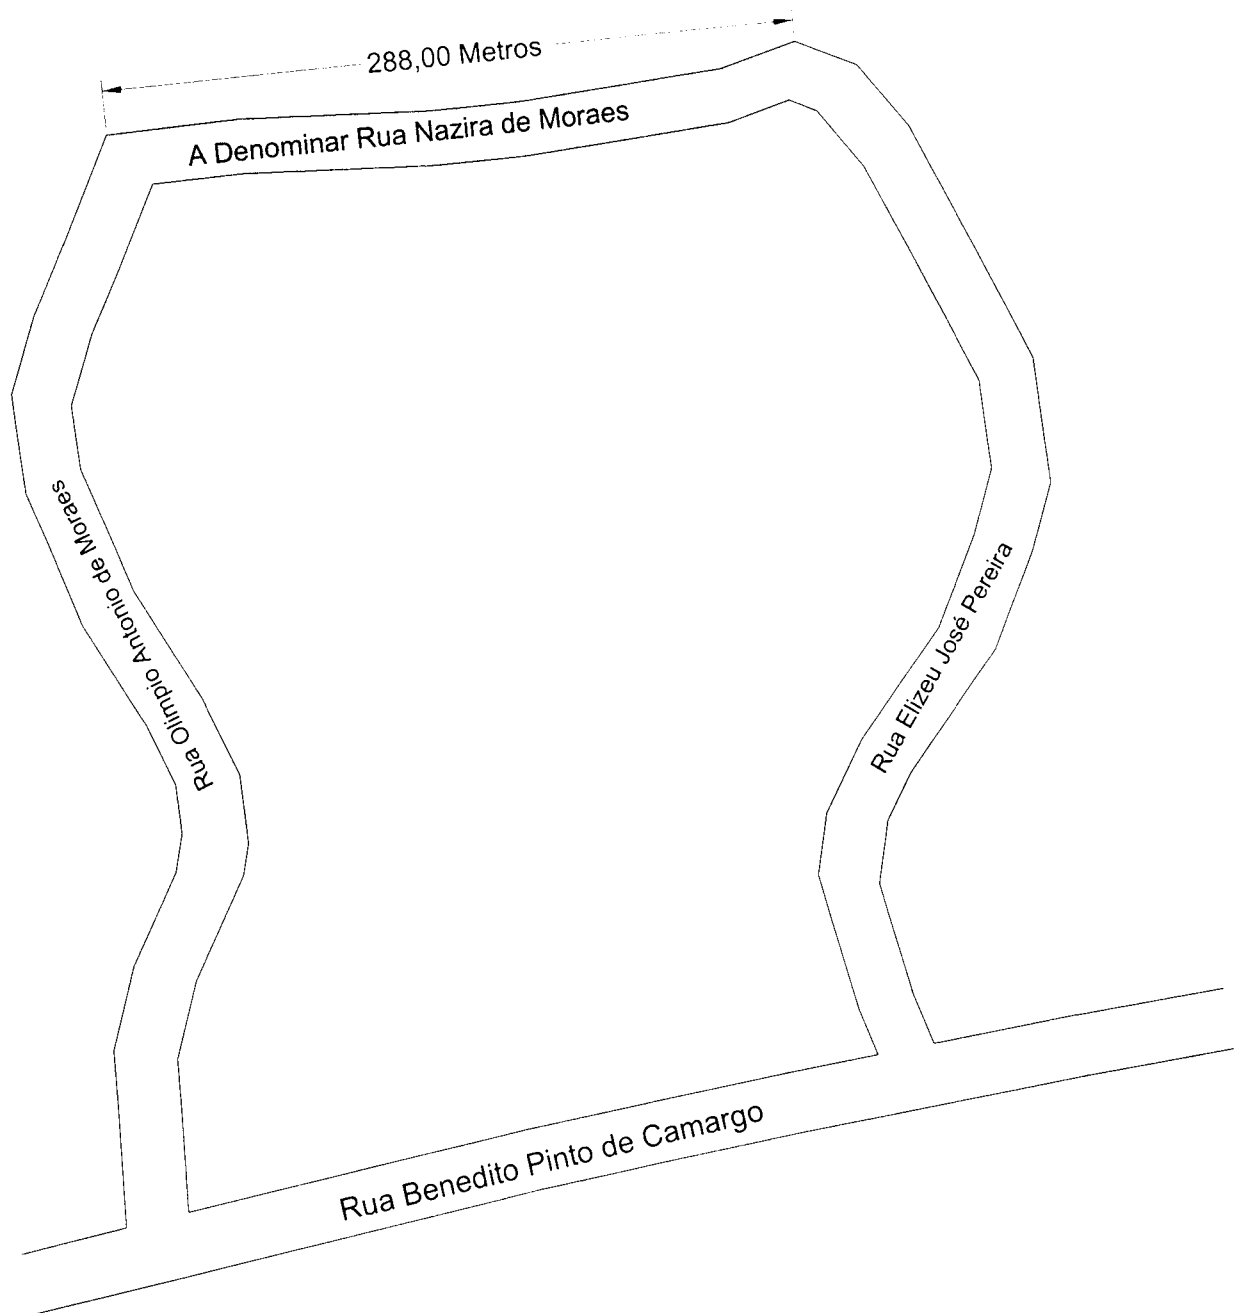 288,00 Metros
A Denominar Rua Nazira de Moraes
Rua Olimpio Antonio de Moraes
Rua Elizeu José Pereira
Rua Benedito Pinto de Camargo